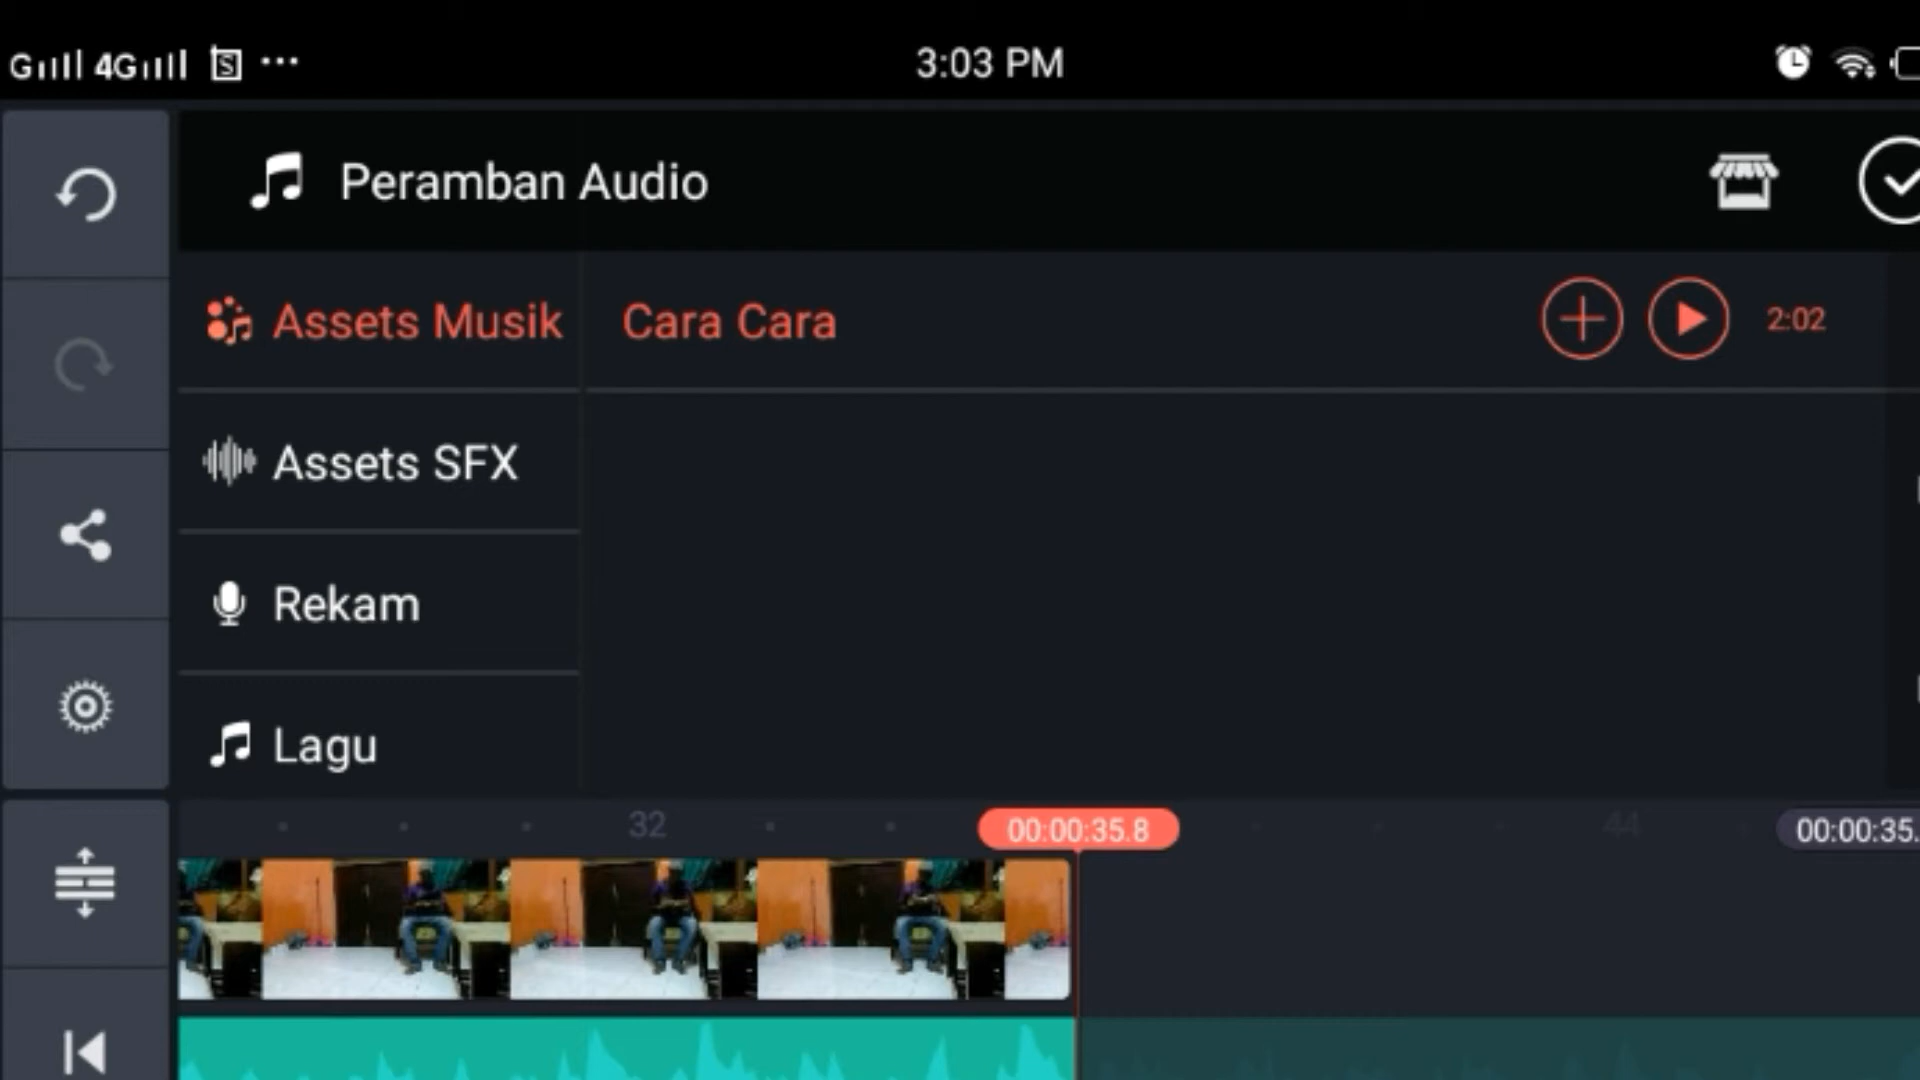 G 4G S ... 3:03 PM
Peramban Audio
Assets Musik Cara Cara 2:02
Assets SFX
Rekam
Lagu
32 00:00:35.8 44 00:00:35.